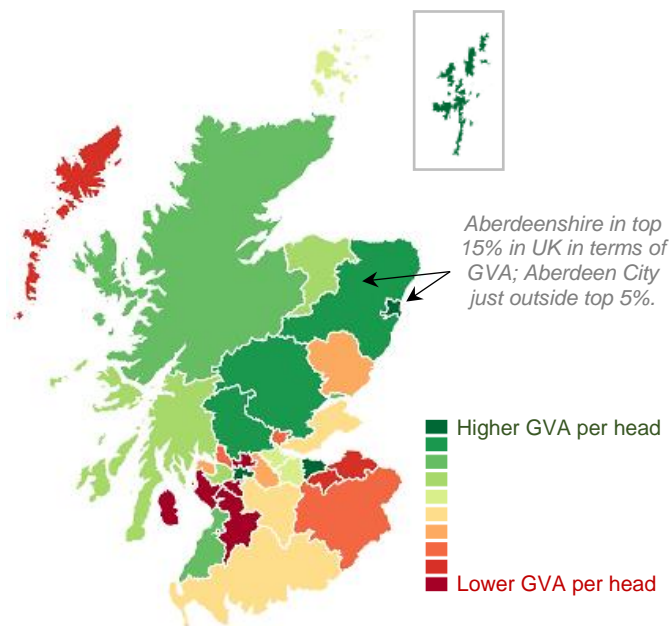 Aberdeenshire in top
15% in UK in terms of
GVA; Aberdeen City
just outside top 5%.
Higher GVA per head
Lower GVA per head